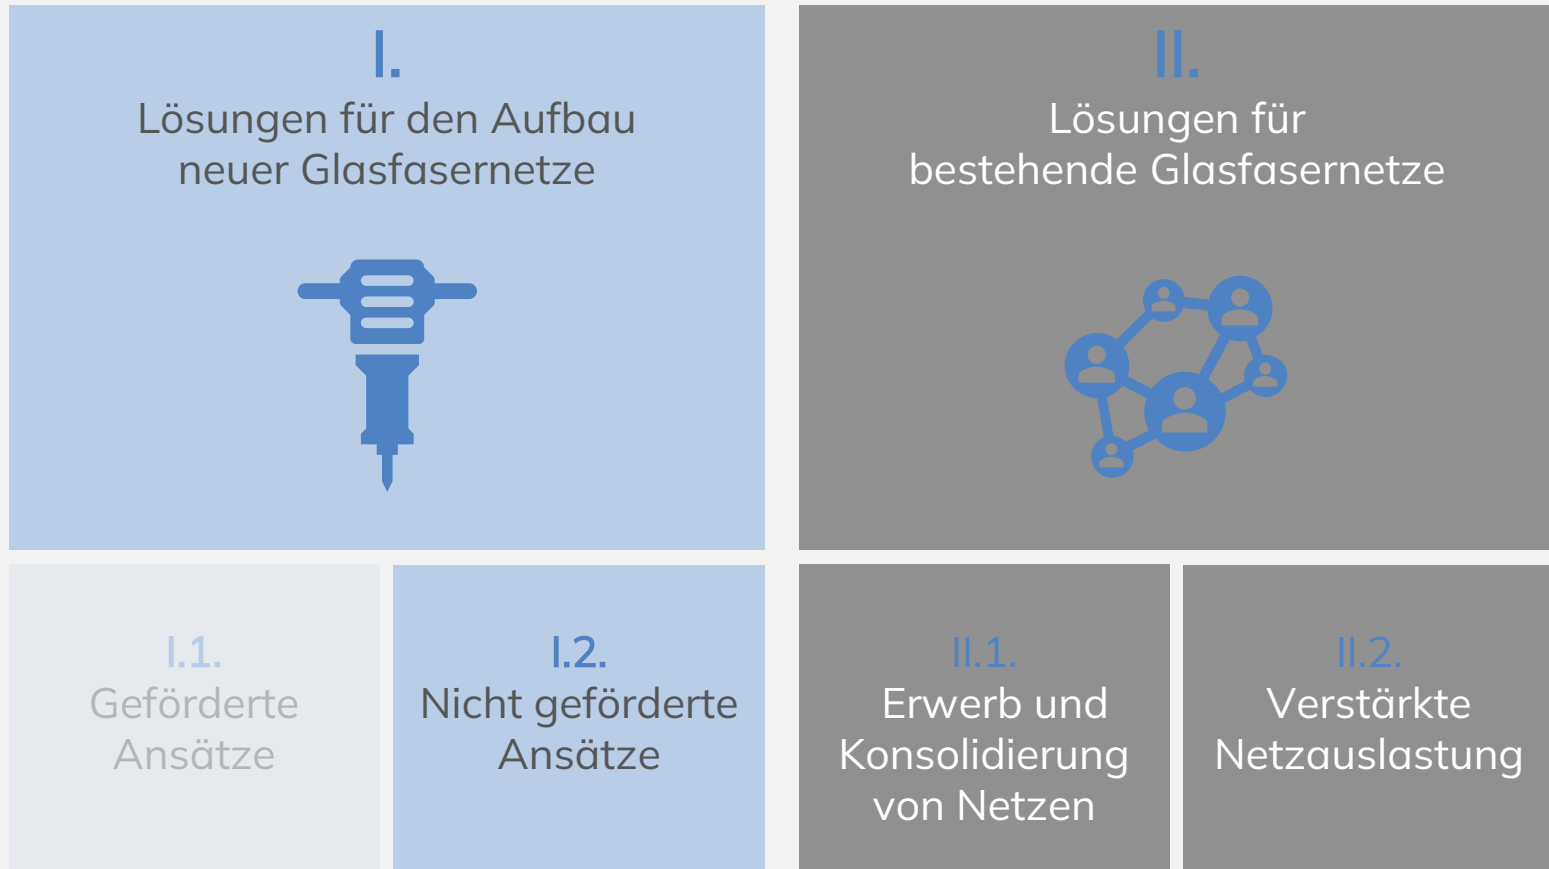 I.
Lösungen für den Aufbau
neuer Glasfasernetze
II.
Lösungen für
bestehende Glasfasernetze
I.1.
Geförderte
Ansätze
I.2.
Nicht geförderte
Ansätze
II.1.
Erwerb und
Konsolidierung
von Netzen
II.2.
Verstärkte
Netzauslastung